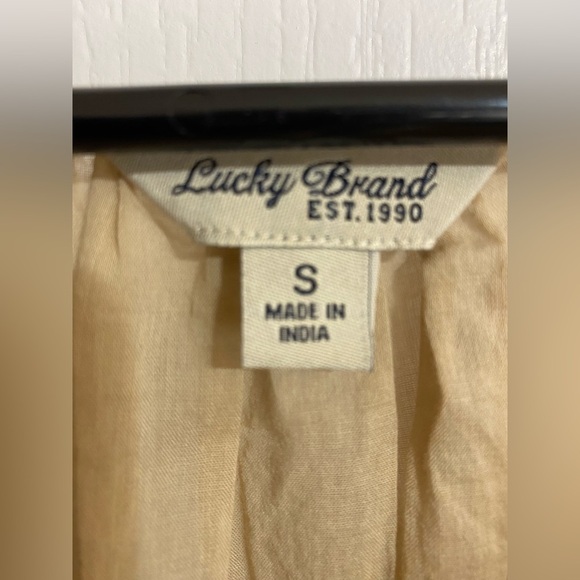 Lucky Brand
EST. 1990
S
MADE IN
INDIA